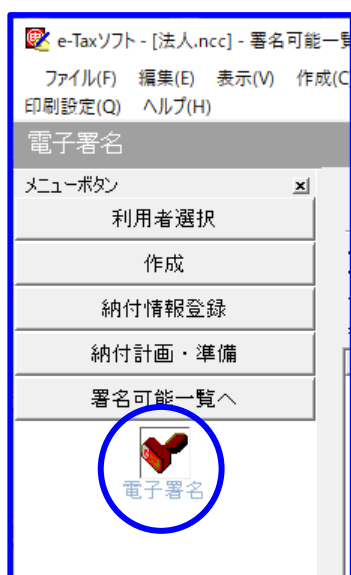 e-Taxソフト - [法人.ncc] - 署名可能一
ファイル(F) 編集(E) 表示(V) 作成(C
印刷設定(Q) ヘルプ(H)
電子署名
メニューボタン
利用者選択
作成
納付情報登録
納付計画・準備
署名可能一覧へ
電子署名